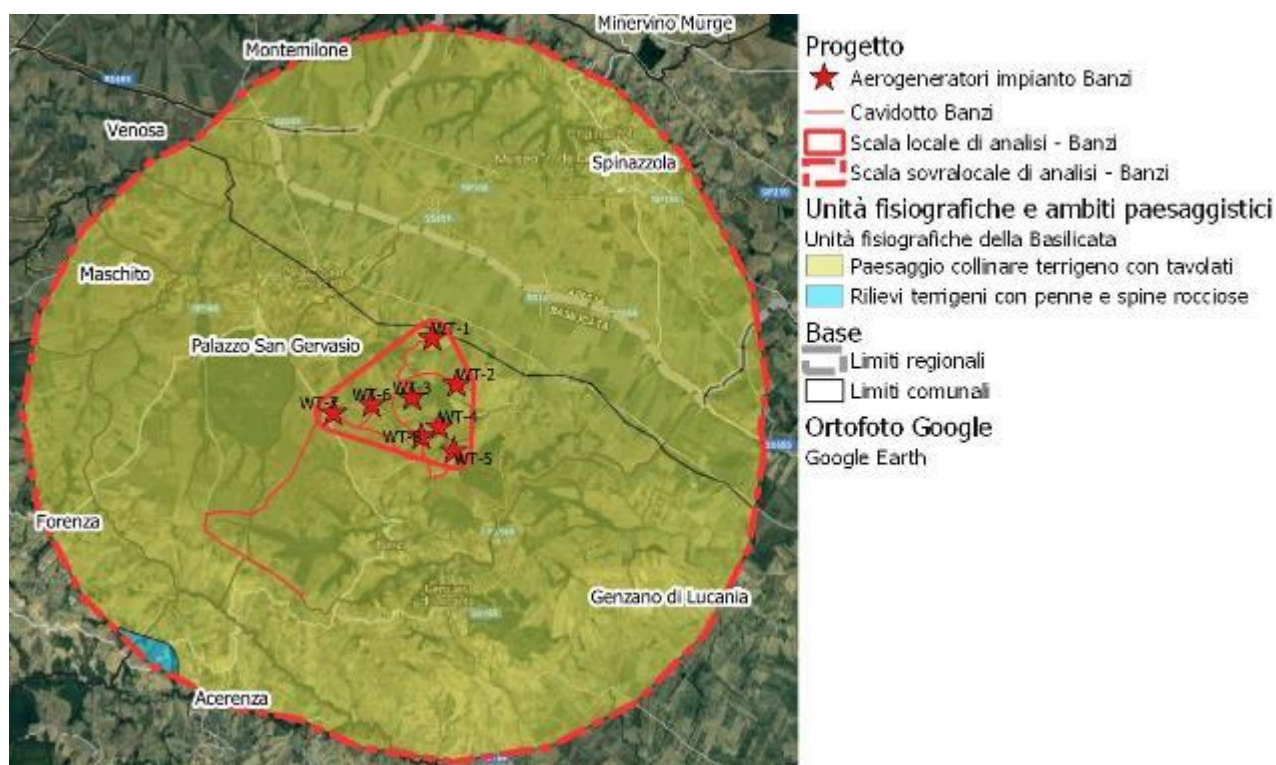 Minervino Murge
Montemilone
Venosa
Spinazzola
Maschito
Palazzo San Gervasio
WT-1
WT-2
WT-3
WT-6
WT-4
WT-5
Forenza
Genzano di Lucania
Acerenza
BASILICATA
Progetto
Aerogeneratori impianto Banzi
Cavidotto Banzi
Scala locale di analisi - Banzi
Scala sovralocale di analisi - Banzi
Unità fisiografiche e ambiti paesaggistici
Unità fisiografiche della Basilicata
Paesaggio collinare terrigeno con tavolati
Rilievi terrigeni con penne e spine rocciose
Base
Limiti regionali
Limiti comunali
Ortofoto Google
Google Earth